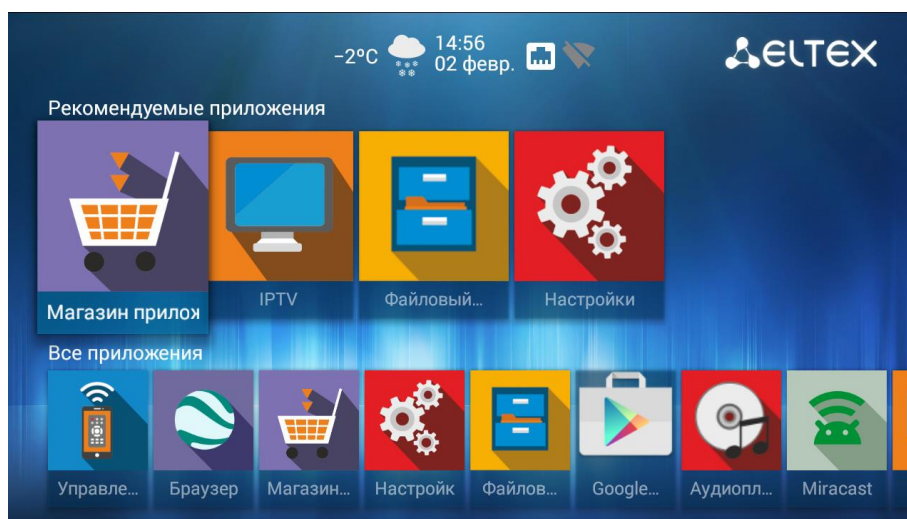 -2°C 14:56
02 февр.
ELTEX
Рекомендуемые приложения
Магазин прилож
IPTV
Файловый...
Настройки
Все приложения
Управле...
Браузер
Магазин...
Настройк
Файлов...
Google...
Аудиопл...
Miracast